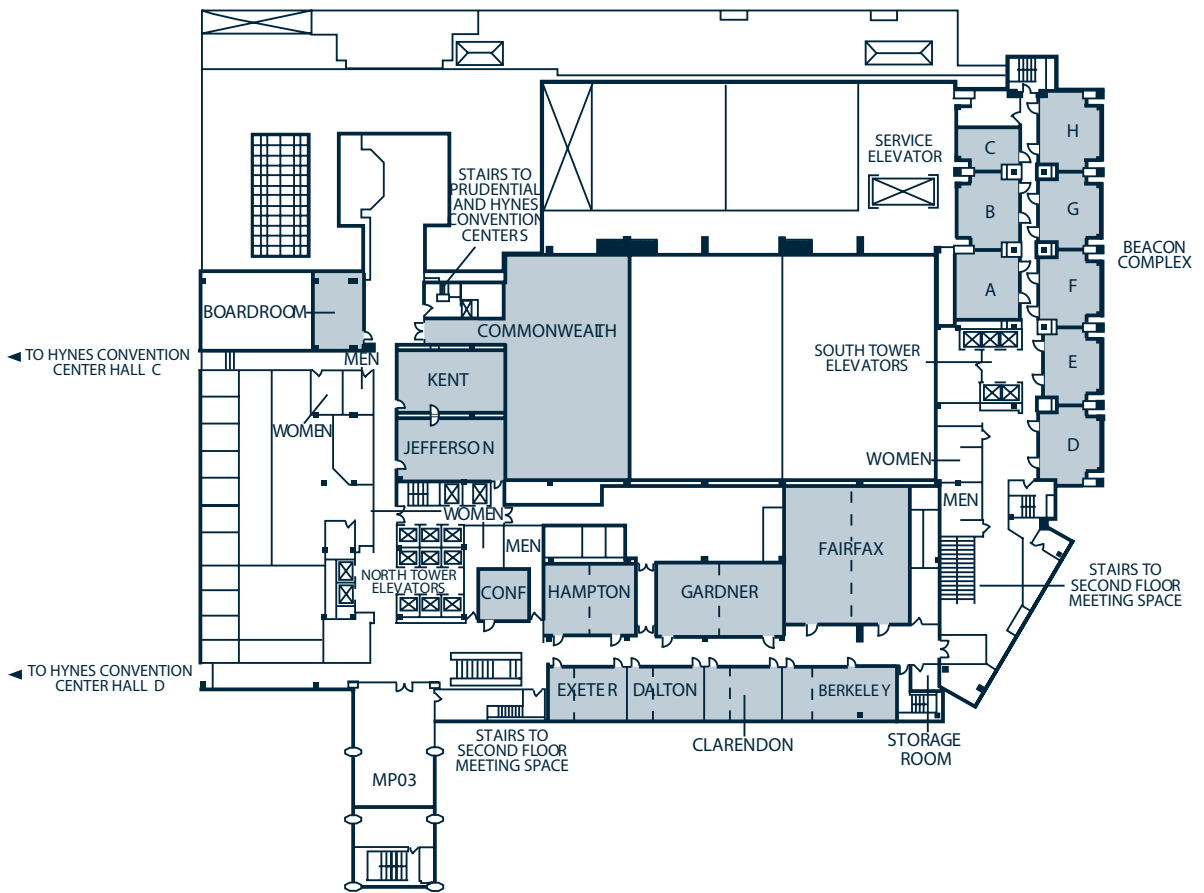 H
SERVICE
ELEVATOR
C
STAIRS TO
PRUDENTIAL
AND HYNES
CONVENTION
CENTERS
B
G
BEACON
COMPLEX
A
F
BOARDROOM
COMMONWEALTH
TO HYNES CONVENTION
CENTER HALL C
MEN
SOUTH TOWER
ELEVATORS
E
KENT
WOMEN
JEFFERSON
D
WOMEN
MEN
WOMEN
MEN
FAIRFAX
NORTH TOWER
ELEVATORS
CONF
HAMPTON
GARDNER
STAIRS TO
SECOND FLOOR
MEETING SPACE
TO HYNES CONVENTION
CENTER HALL D
EXETER
DALTON
BERKELEY
CLARENDON
STORAGE
ROOM
STAIRS TO
SECOND FLOOR
MEETING SPACE
MP03